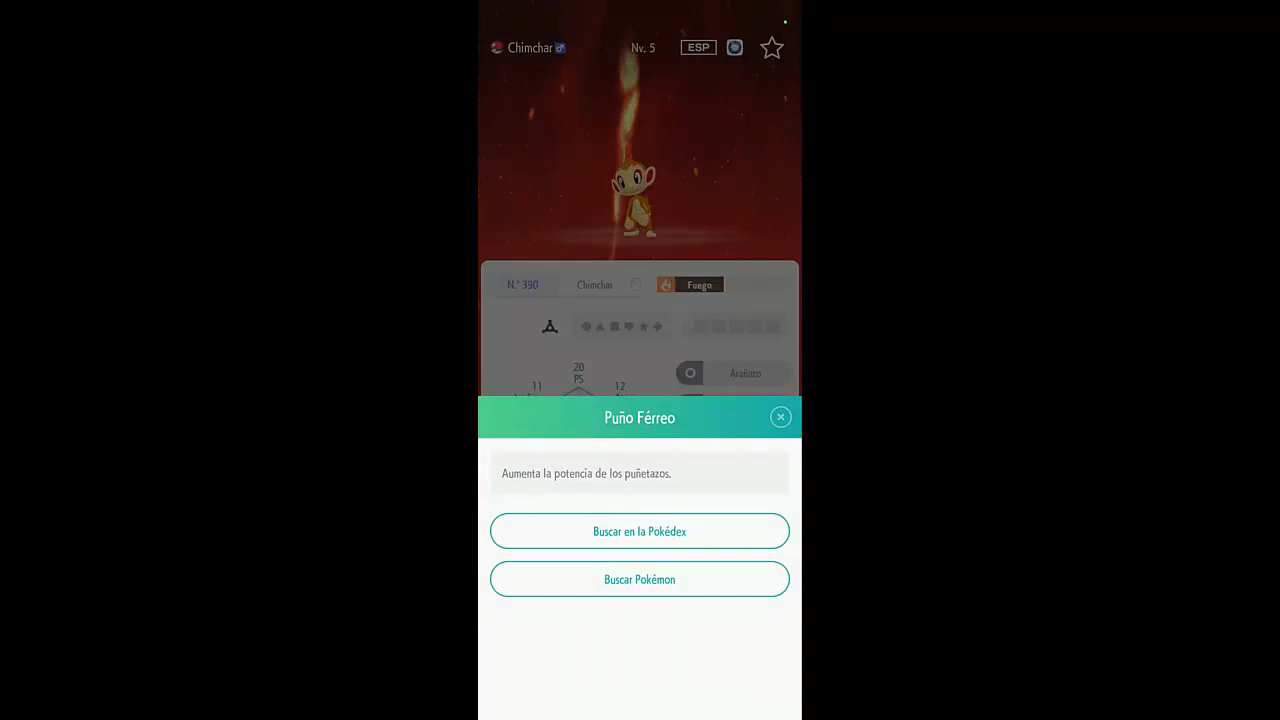 Chimchar♂ Nv. 5 ESP
N.° 390 Chimchar Fuego
20
PS
11 12
Arañazo
Puño Férreo
Aumenta la potencia de los puñetazos.
Buscar en la Pokédex
Buscar Pokémon